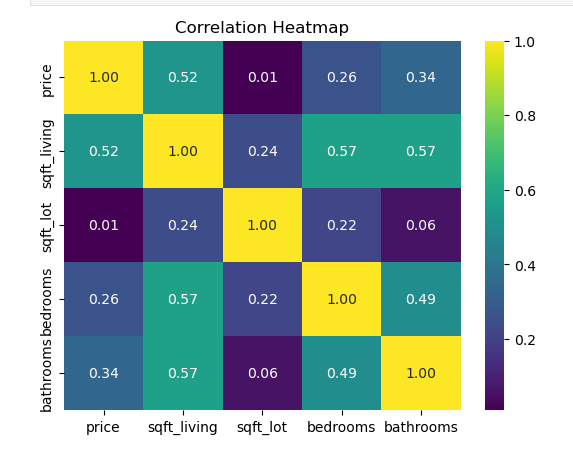 Correlation Heatmap
price 1.00 0.52 0.01 0.26 0.34
sqft_living 0.52 1.00 0.24 0.57 0.57
sqft_lot 0.01 0.24 1.00 0.22 0.06
bedrooms 0.26 0.57 0.22 1.00 0.49
bathrooms 0.34 0.57 0.06 0.49 1.00
price sqft_living sqft_lot bedrooms bathrooms
1.0
0.8
0.6
0.4
0.2